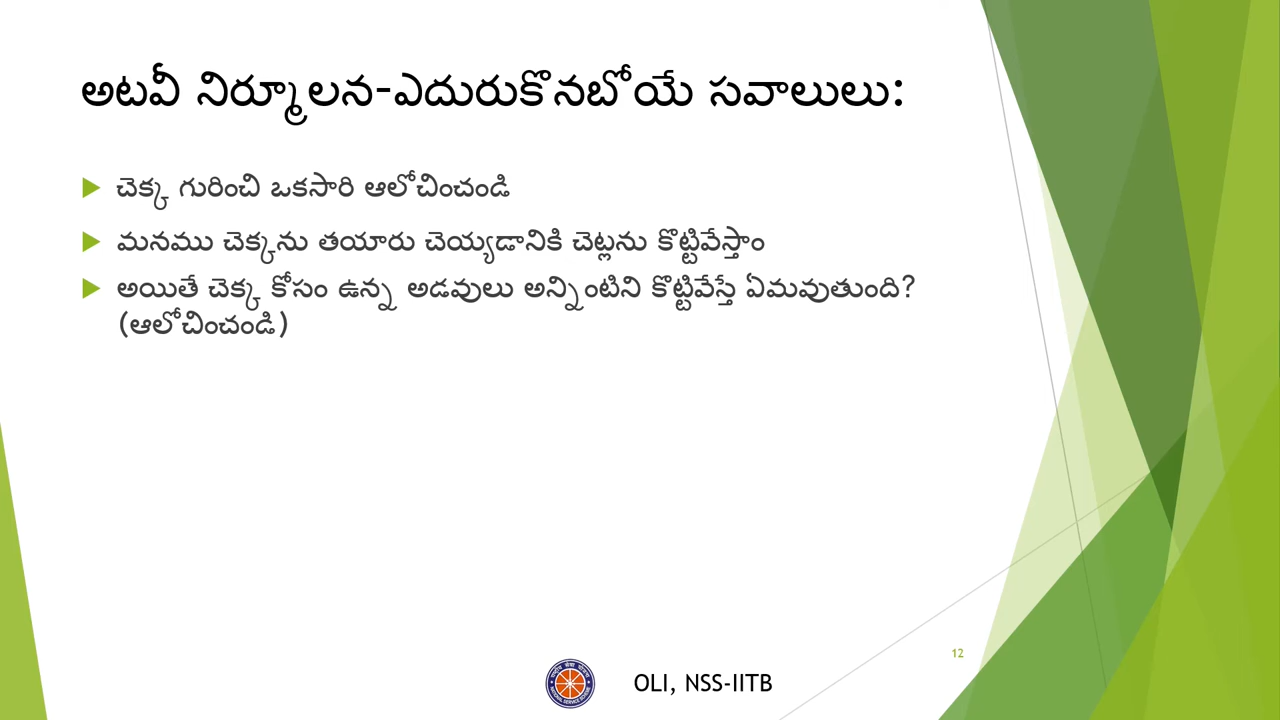 అటవీ నిర్మూలన-ఎదురుకొనబోయే సవాలులు:
చెక్క గురించి ఒకసారి ఆలోచించండి
మనము చెక్కను తయారు చెయ్యడానికి చెట్లను కొట్టివేస్తాం
అయితే చెక్క కోసం ఉన్న అడవులు అన్నింటిని కొట్టివేస్తే ఏమవుతుంది?
(ఆలోచించండి)
12
OLI, NSS-IITB